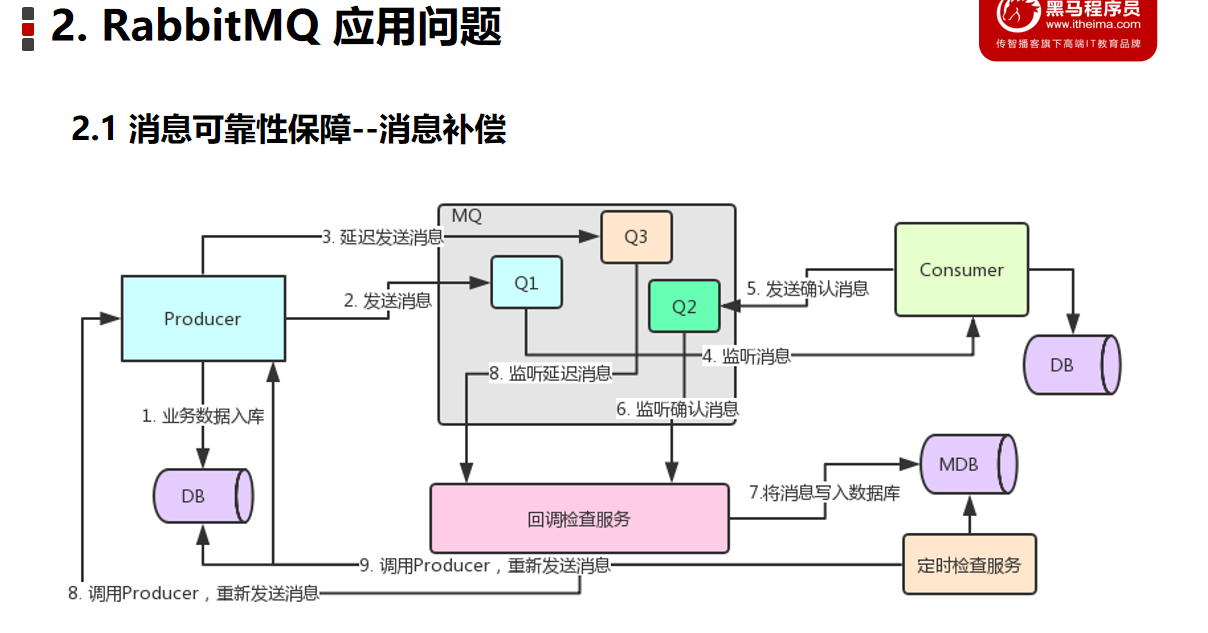 2. RabbitMQ 应用问题
黑马程序员
www.itheima.com
传智播客旗下高端IT教育品牌
2.1 消息可靠性保障--消息补偿
MQ
3. 延迟发送消息
Q3
Consumer
Q1
5. 发送确认消息
2. 发送消息
Q2
Producer
4. 监听消息
DB
8. 监听延迟消息
6. 监听确认消息
1. 业务数据入库
MDB
DB
7.将消息写入数据库
回调检查服务
9. 调用Producer，重新发送消息
定时检查服务
8. 调用Producer，重新发送消息